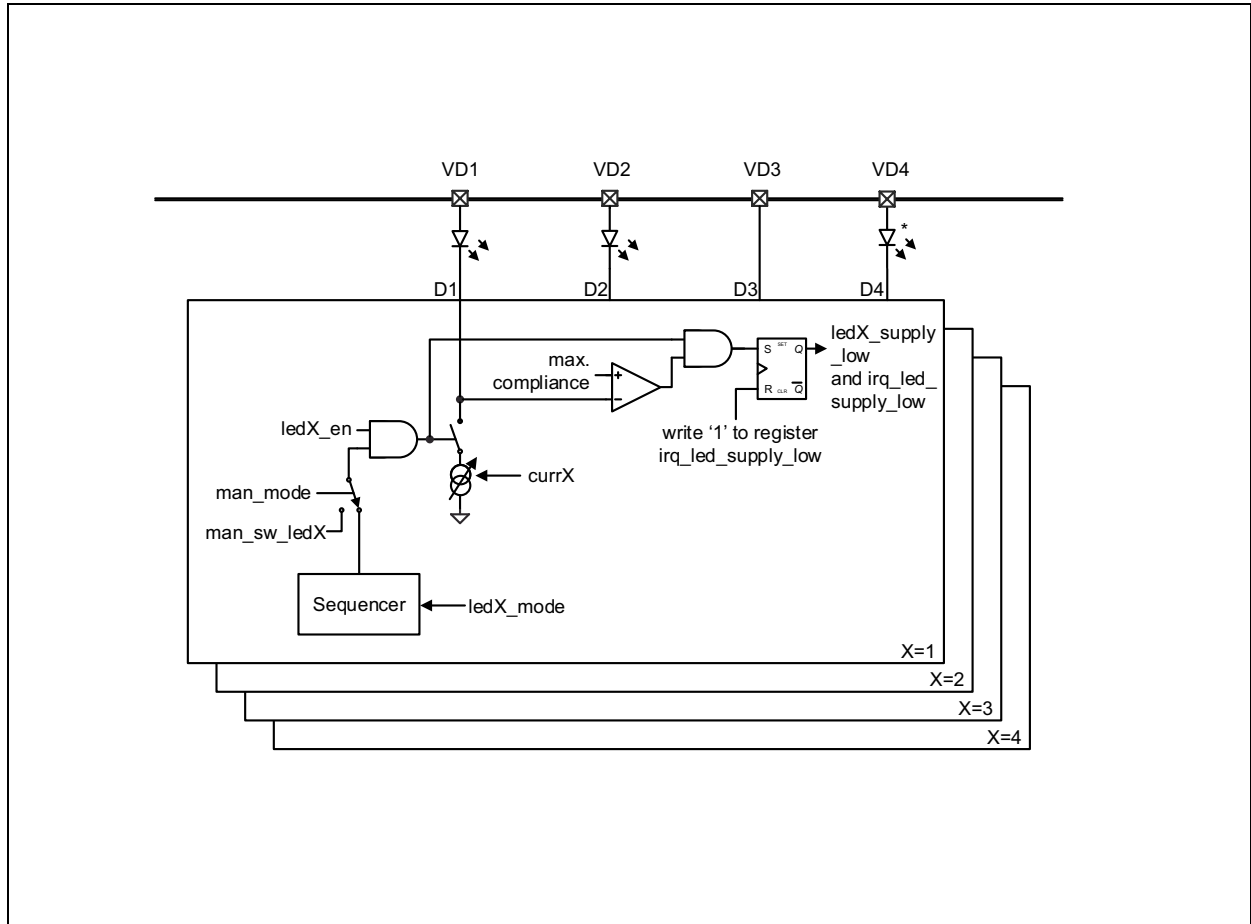 VD1 VD2 VD3 VD4
*
D1 D2 D3 D4
ledX_supply
_low
and irq_led_
supply_low
max.
compliance
+
−
S SET Q
R CLR Q
write ‘1’ to register
irq_led_supply_low
ledX_en
man_mode
currX
man_sw_ledX
Sequencer
ledX_mode
X=1
X=2
X=3
X=4